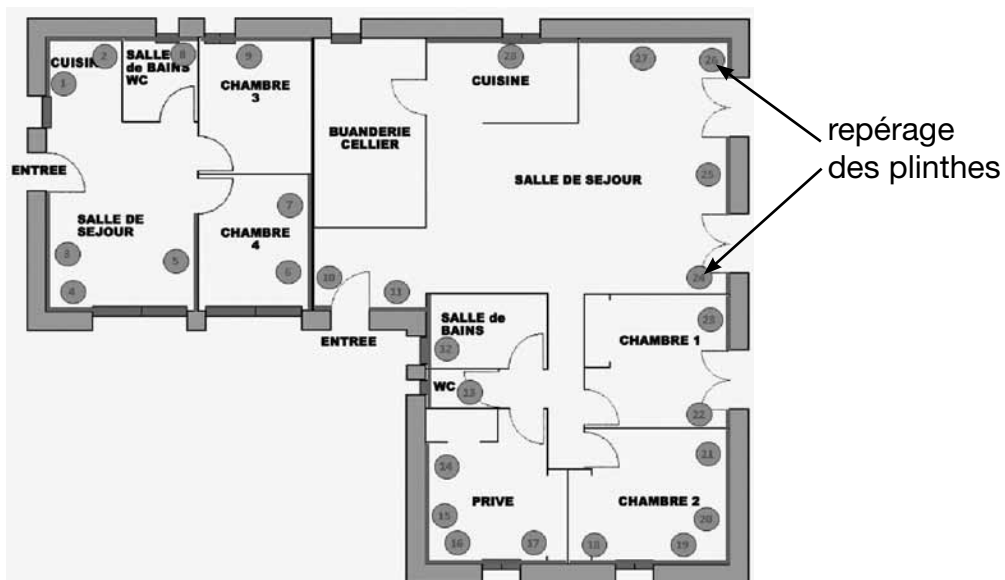 CUISINE
1
2
SALLE
de BAINS
WC
8
9
CHAMBRE
3
28
CUISINE
27
26
repérage
des plinthes
BUANDERIE
CELLIER
ENTREE
SALLE DE SEJOUR
25
SALLE DE
SEJOUR
3
4
5
7
CHAMBRE
4
6
10
11
24
ENTREE
SALLE de
BAINS
12
CHAMBRE 1
23
WC
13
22
14
15
16
17
PRIVE
CHAMBRE 2
21
20
19
18